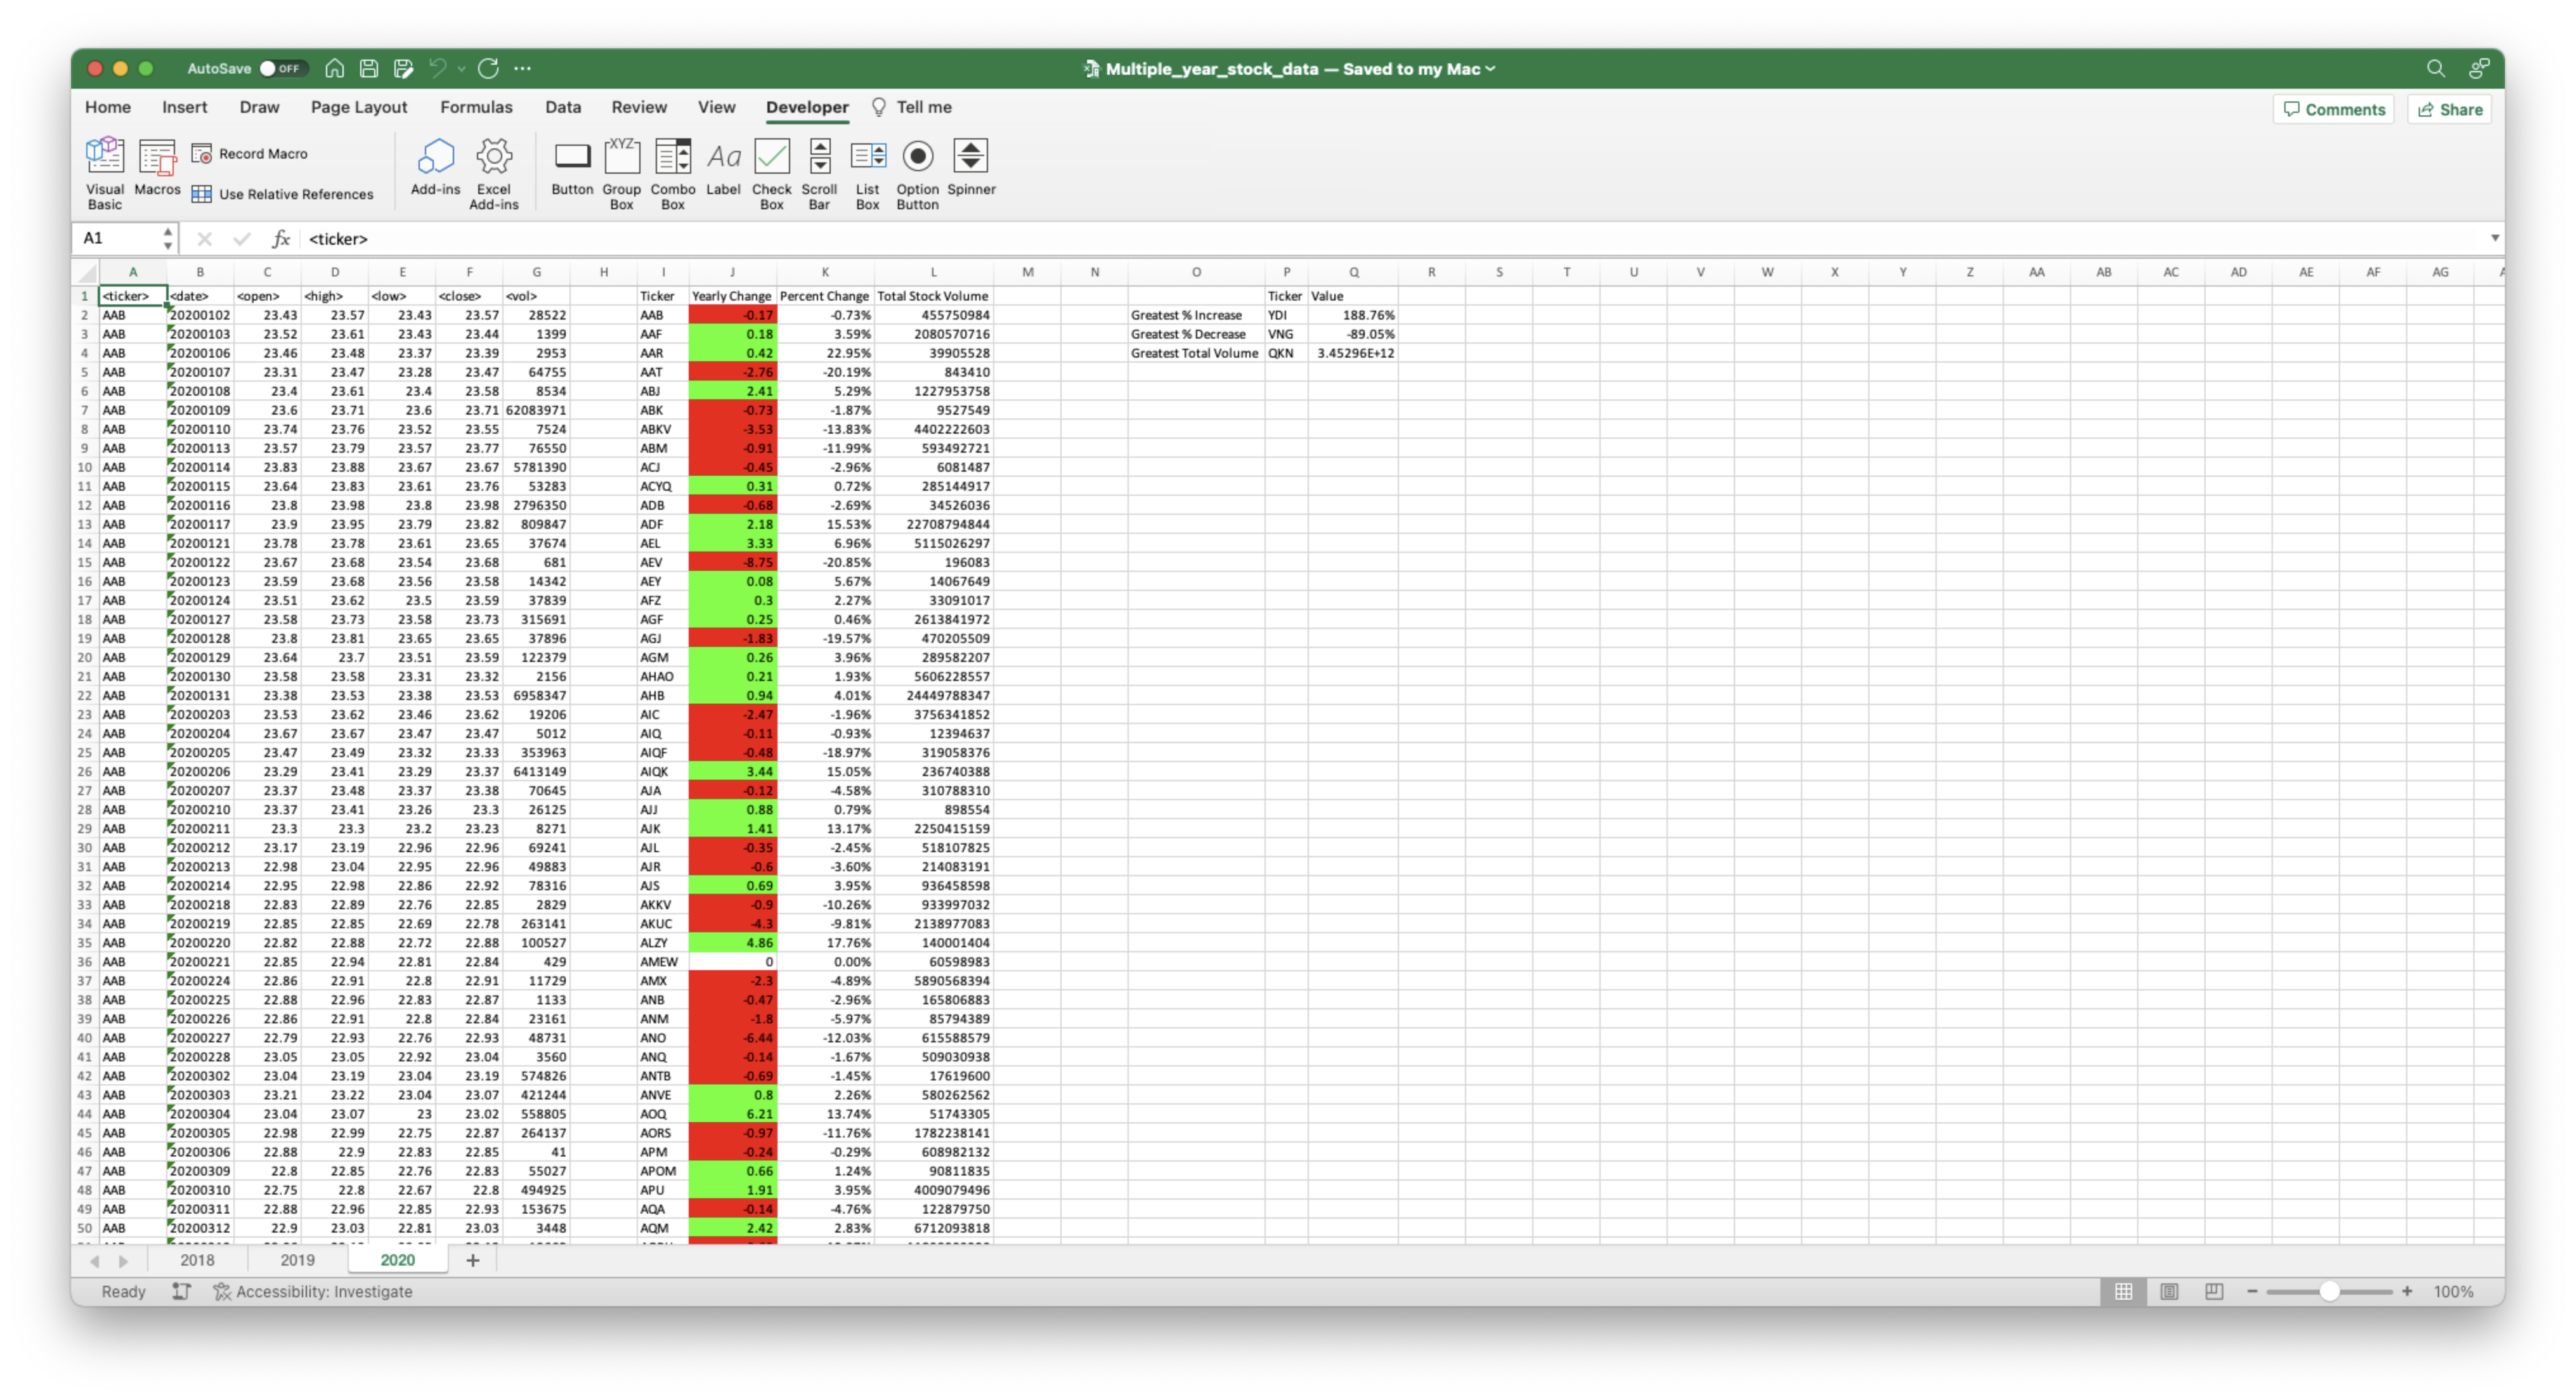 AutoSave OFF ··· Multiple_year_stock_data — Saved to my Mac
Home Insert Draw Page Layout Formulas Data Review View Developer Tell me Comments Share
Visual Basic Macros Record Macro Use Relative References Add-ins Excel Add-ins Button Group Box Combo Box Label Check Box Scroll Bar List Box Option Button Spinner
A1 fx <ticker>
A B C D E F G H I J K L M N O P Q R S T U V W X Y Z AA AB AC AD AE AF AG
1 <ticker> <date> <open> <high> <low> <close> <vol> Ticker Yearly Change Percent Change Total Stock Volume Ticker Value
2 AAB 20200102 23.43 23.57 23.43 23.57 28522 AAB -0.17 -0.73% 455750984 Greatest % Increase YDI 188.76%
3 AAB 20200103 23.52 23.61 23.43 23.44 1399 AAF 0.18 3.59% 2080570716 Greatest % Decrease VNG -89.05%
4 AAB 20200106 23.46 23.48 23.37 23.39 2953 AAR 0.42 22.95% 39905528 Greatest Total Volume QKN 3.45296E+12
5 AAB 20200107 23.31 23.47 23.28 23.47 64755 AAT -2.76 -20.19% 843410
6 AAB 20200108 23.4 23.61 23.4 23.58 8534 ABJ 2.41 5.29% 1227953758
7 AAB 20200109 23.6 23.71 23.6 23.71 62083971 ABK -0.73 -1.87% 9527549
8 AAB 20200110 23.74 23.76 23.52 23.55 7524 ABKV -3.53 -13.83% 4402222603
9 AAB 20200113 23.57 23.79 23.57 23.77 76550 ABM -0.91 -11.99% 593492721
10 AAB 20200114 23.83 23.88 23.67 23.67 5781390 ACJ -0.45 -2.96% 6081487
11 AAB 20200115 23.64 23.83 23.61 23.76 53283 ACYQ 0.31 0.72% 285144917
12 AAB 20200116 23.8 23.98 23.8 23.98 2796350 ADB -0.68 -2.69% 34526036
13 AAB 20200117 23.9 23.95 23.79 23.82 809847 ADF 2.18 15.53% 22708794844
14 AAB 20200121 23.78 23.78 23.61 23.65 37674 AEL 3.33 6.96% 5115026297
15 AAB 20200122 23.67 23.68 23.54 23.68 681 AEV -8.75 -20.85% 196083
16 AAB 20200123 23.59 23.68 23.56 23.58 14342 AEY 0.08 5.67% 14067649
17 AAB 20200124 23.51 23.62 23.5 23.59 37839 AFZ 0.3 2.27% 33091017
18 AAB 20200127 23.58 23.73 23.58 23.73 315691 AGF 0.25 0.46% 2613841972
19 AAB 20200128 23.8 23.81 23.65 23.65 37896 AGJ -1.83 -19.57% 470205509
20 AAB 20200129 23.64 23.7 23.51 23.59 122379 AGM 0.26 3.96% 289582207
21 AAB 20200130 23.58 23.58 23.31 23.32 2156 AHAO 0.21 1.93% 5606228557
22 AAB 20200131 23.38 23.53 23.38 23.53 6958347 AHB 0.94 4.01% 24449788347
23 AAB 20200203 23.53 23.62 23.46 23.62 19206 AIC -2.47 -1.96% 3756341852
24 AAB 20200204 23.67 23.67 23.47 23.47 5012 AIQ -0.11 -0.93% 12394637
25 AAB 20200205 23.47 23.49 23.32 23.33 353963 AIQF -0.48 -18.97% 319058376
26 AAB 20200206 23.29 23.41 23.29 23.37 6413149 AIQK 3.44 15.05% 236740388
27 AAB 20200207 23.37 23.48 23.37 23.38 70645 AJA -0.12 -4.58% 310788310
28 AAB 20200210 23.37 23.41 23.26 23.3 26125 AJJ 0.88 0.79% 898554
29 AAB 20200211 23.3 23.3 23.2 23.23 8271 AJK 1.41 13.17% 2250415159
30 AAB 20200212 23.17 23.19 22.96 22.96 69241 AJL -0.35 -2.45% 518107825
31 AAB 20200213 22.98 23.04 22.95 22.96 49883 AJR -0.6 -3.60% 214083191
32 AAB 20200214 22.95 22.98 22.86 22.92 78316 AJS 0.69 3.95% 936458598
33 AAB 20200218 22.83 22.89 22.76 22.85 2829 AKKV -0.9 -10.26% 933997032
34 AAB 20200219 22.85 22.85 22.69 22.78 263141 AKUC -4.3 -9.81% 2138977083
35 AAB 20200220 22.82 22.88 22.72 22.88 100527 ALZY 4.86 17.76% 140001404
36 AAB 20200221 22.85 22.94 22.81 22.84 429 AMEW 0 0.00% 60598983
37 AAB 20200224 22.86 22.91 22.8 22.91 11729 AMX -2.3 -4.89% 5890568394
38 AAB 20200225 22.88 22.96 22.83 22.87 1133 ANB -0.47 -2.96% 165806883
39 AAB 20200226 22.86 22.91 22.8 22.84 23161 ANM -1.8 -5.97% 85794389
40 AAB 20200227 22.79 22.93 22.76 22.93 48731 ANO -6.44 -12.03% 615588579
41 AAB 20200228 23.05 23.05 22.92 23.04 3560 ANQ -0.14 -1.67% 509030938
42 AAB 20200302 23.04 23.19 23.04 23.19 574826 ANTB -0.69 -1.45% 17619600
43 AAB 20200303 23.21 23.22 23.04 23.07 421244 ANVE 0.8 2.26% 580262562
44 AAB 20200304 23.04 23.07 23 23.02 558805 AOQ 6.21 13.74% 51743305
45 AAB 20200305 22.98 22.99 22.75 22.87 264137 AORS -0.97 -11.76% 1782238141
46 AAB 20200306 22.88 22.9 22.83 22.85 41 APM -0.24 -0.29% 608982132
47 AAB 20200309 22.8 22.85 22.76 22.83 55027 APOM 0.66 1.24% 90811835
48 AAB 20200310 22.75 22.8 22.67 22.8 494925 APU 1.91 3.95% 4009079496
49 AAB 20200311 22.88 22.96 22.85 22.93 153675 AQA -0.14 -4.76% 122879750
50 AAB 20200312 22.9 23.03 22.81 23.03 3448 AQM 2.42 2.83% 6712093818
2018 2019 2020 +
Ready Accessibility: Investigate − + 100%